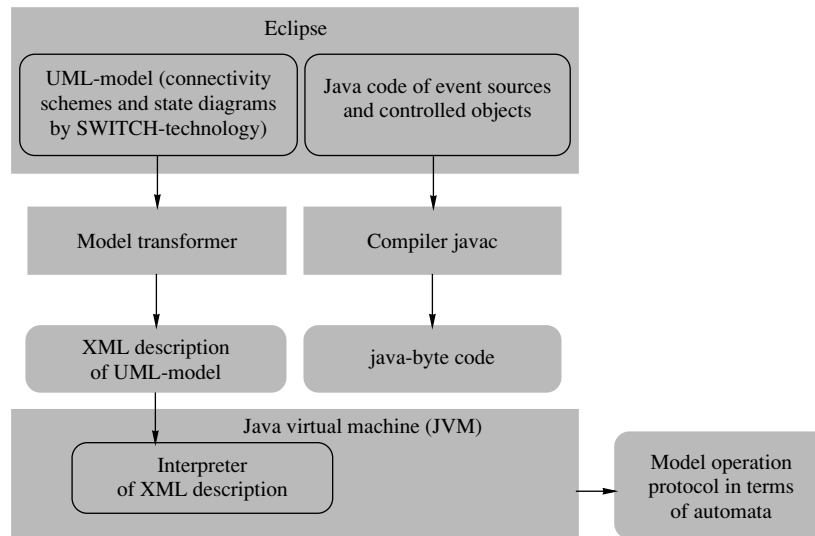 Eclipse
UML-model (connectivity
schemes and state diagrams
by SWITCH-technology)
Java code of event sources
and controlled objects
Model transformer
Compiler javac
XML description
of UML-model
java-byte code
Java virtual machine (JVM)
Interpreter
of XML description
Model operation
protocol in terms
of automata